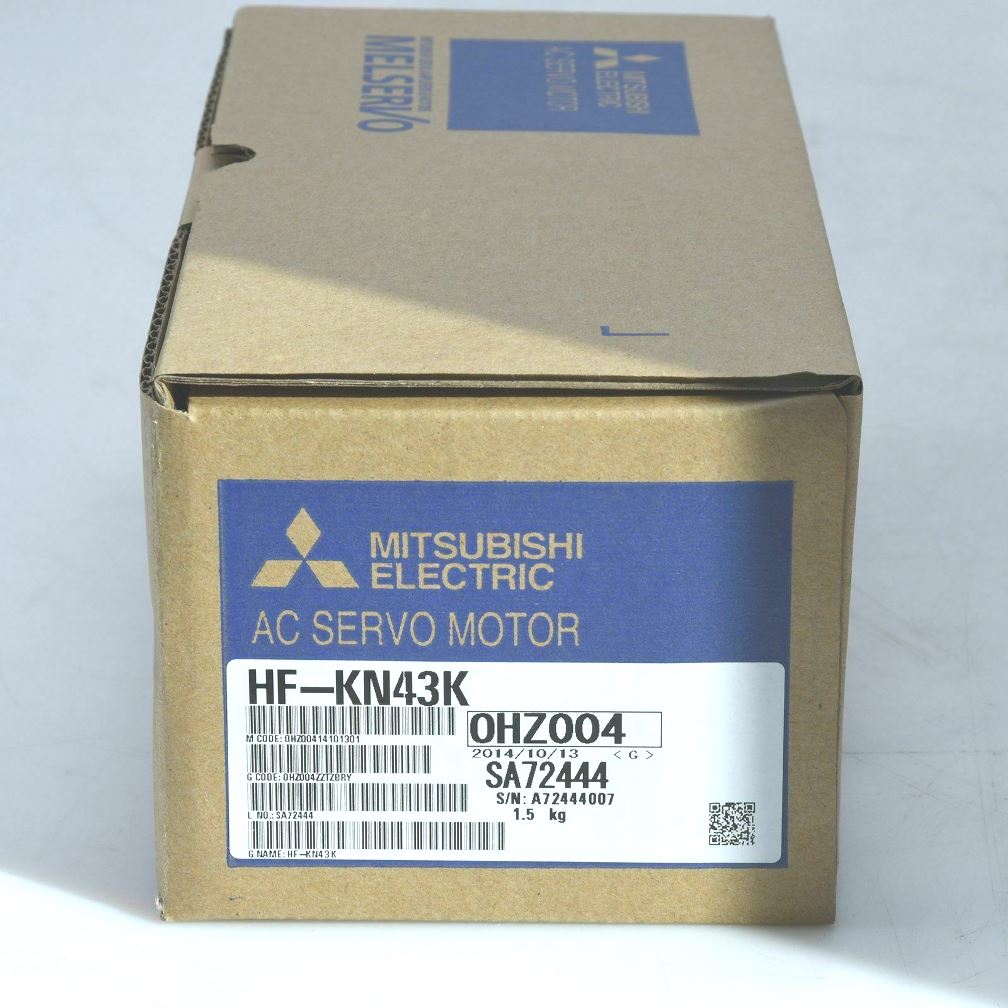 MITSUBISHI
ELECTRIC
AC SERVO MOTOR
MELSERVO
MITSUBISHI
ELECTRIC
AC SERVO MOTOR
HF-KN43K
0HZ004
M CODE: 0HZ00414101301
2014/10/13 < G >
G CODE: 0HZ004ZZTZBRY
SA72444
S/N: A72444007
L NO.: SA72444
1.5 kg
G NAME: HF-KN43K